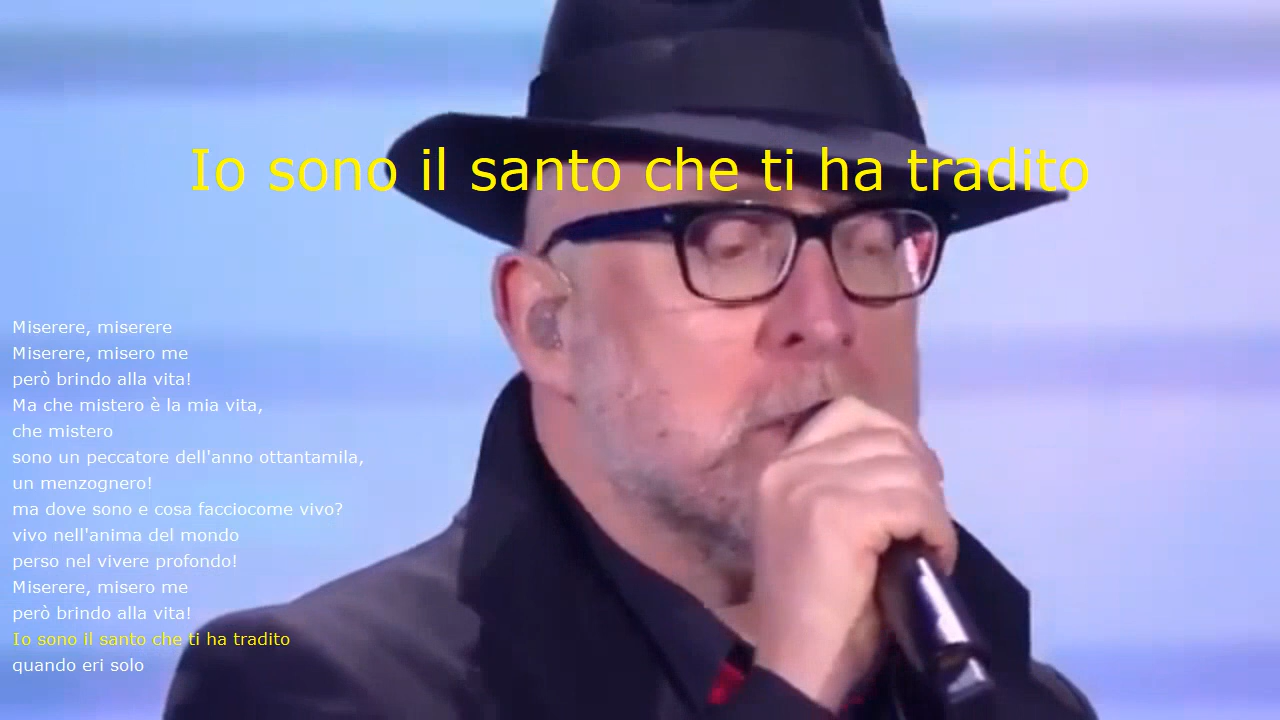 Io sono il santo che ti ha tradito
Miserere, miserere
Miserere, misero me
però brindo alla vita!
Ma che mistero è la mia vita,
che mistero
sono un peccatore dell'anno ottantamila,
un menzognero!
ma dove sono e cosa facciocome vivo?
vivo nell'anima del mondo
perso nel vivere profondo!
Miserere, misero me
però brindo alla vita!
Io sono il santo che ti ha tradito
quando eri solo